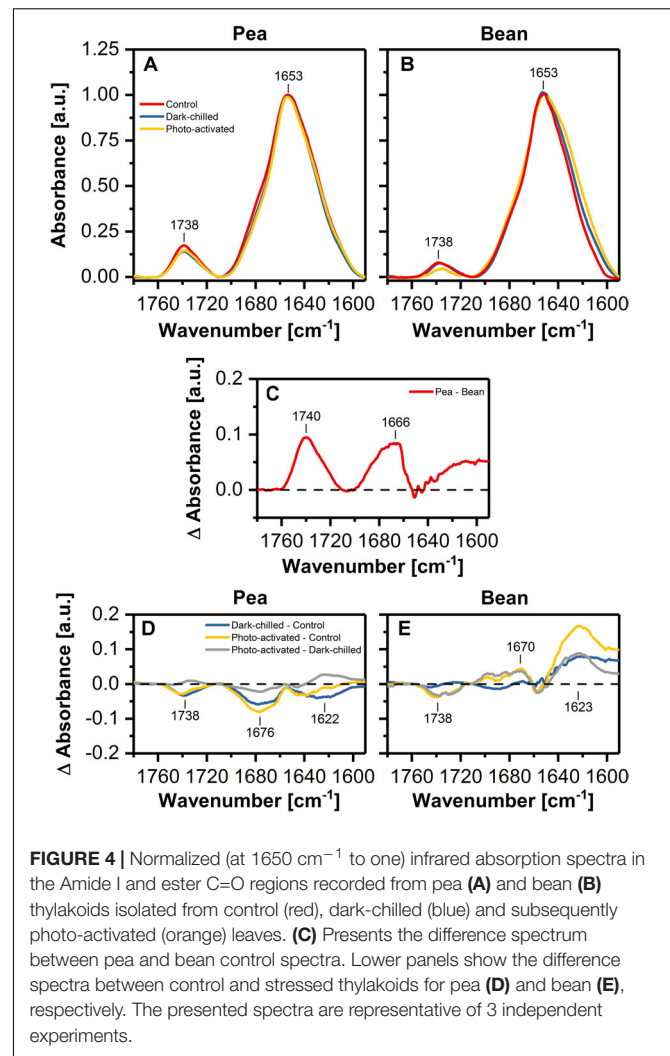 Pea
Bean
Absorbance [a.u.]
1.25
1.00
0.75
0.50
0.25
0.00
A
1653
Control
Dark-chilled
Photo-activated
1738
1760 1720 1680 1640 1600
Wavenumber [cm⁻¹]
B
1653
1738
1760 1720 1680 1640 1600
Wavenumber [cm⁻¹]
Δ Absorbance [a.u.]
0.2
0.1
0.0
C
Pea - Bean
1740
1666
1760 1720 1680 1640 1600
Wavenumber [cm⁻¹]
Pea
Bean
Δ Absorbance [a.u.]
0.2
0.1
0.0
-0.1
-0.2
D
Dark-chilled - Control
Photo-activated - Control
Photo-activated - Dark-chilled
1738
1676
1622
1760 1720 1680 1640 1600
Wavenumber [cm⁻¹]
E
1670
1738
1623
1760 1720 1680 1640 1600
Wavenumber [cm⁻¹]
FIGURE 4 | Normalized (at 1650 cm⁻¹ to one) infrared absorption spectra in
the Amide I and ester C=O regions recorded from pea (A) and bean (B)
thylakoids isolated from control (red), dark-chilled (blue) and subsequently
photo-activated (orange) leaves. (C) Presents the difference spectrum
between pea and bean control spectra. Lower panels show the difference
spectra between control and stressed thylakoids for pea (D) and bean (E),
respectively. The presented spectra are representative of 3 independent
experiments.